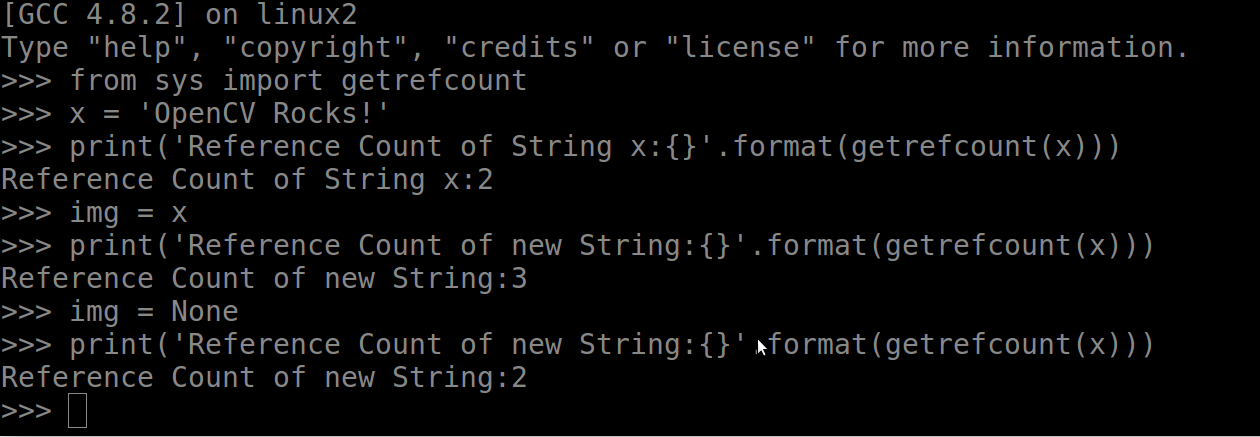 [GCC 4.8.2] on linux2
Type "help", "copyright", "credits" or "license" for more information.
>>> from sys import getrefcount
>>> x = 'OpenCV Rocks!'
>>> print('Reference Count of String x:{}'.format(getrefcount(x)))
Reference Count of String x:2
>>> img = x
>>> print('Reference Count of new String:{}'.format(getrefcount(x)))
Reference Count of new String:3
>>> img = None
>>> print('Reference Count of new String:{}'.format(getrefcount(x)))
Reference Count of new String:2
>>>